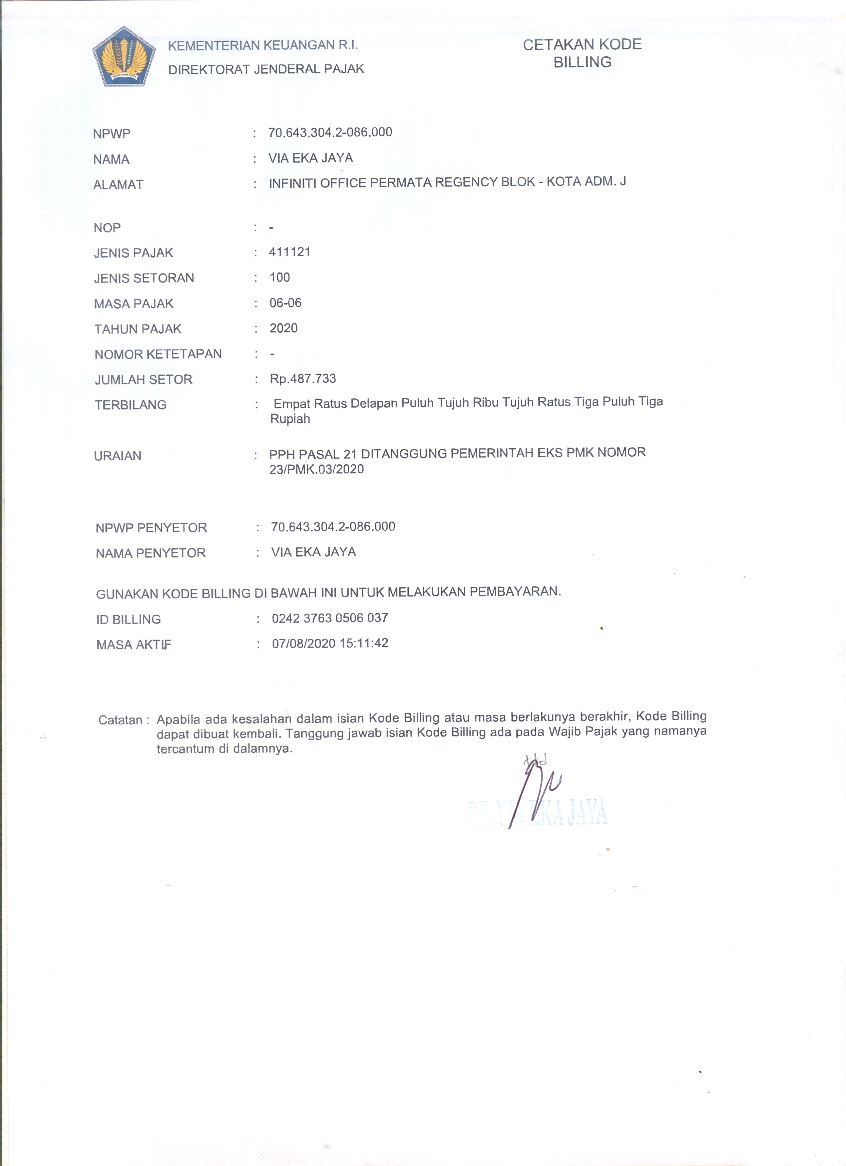 KEMENTERIAN KEUANGAN R.I.
DIREKTORAT JENDERAL PAJAK
CETAKAN KODE
BILLING
NPWP : 70.643.304.2-086.000
NAMA : VIA EKA JAYA
ALAMAT : INFINITI OFFICE PERMATA REGENCY BLOK - KOTA ADM. J
NOP : -
JENIS PAJAK : 411121
JENIS SETORAN : 100
MASA PAJAK : 06-06
TAHUN PAJAK : 2020
NOMOR KETETAPAN : -
JUMLAH SETOR : Rp.487.733
TERBILANG : Empat Ratus Delapan Puluh Tujuh Ribu Tujuh Ratus Tiga Puluh Tiga
Rupiah
URAIAN : PPH PASAL 21 DITANGGUNG PEMERINTAH EKS PMK NOMOR
23/PMK.03/2020
NPWP PENYETOR : 70.643.304.2-086.000
NAMA PENYETOR : VIA EKA JAYA
GUNAKAN KODE BILLING DI BAWAH INI UNTUK MELAKUKAN PEMBAYARAN.
ID BILLING : 0242 3763 0506 037
MASA AKTIF : 07/08/2020 15:11:42
Catatan : Apabila ada kesalahan dalam isian Kode Billing atau masa berlakunya berakhir, Kode Billing
dapat dibuat kembali. Tanggung jawab isian Kode Billing ada pada Wajib Pajak yang namanya
tercantum di dalamnya.
PT. VIA EKA JAYA